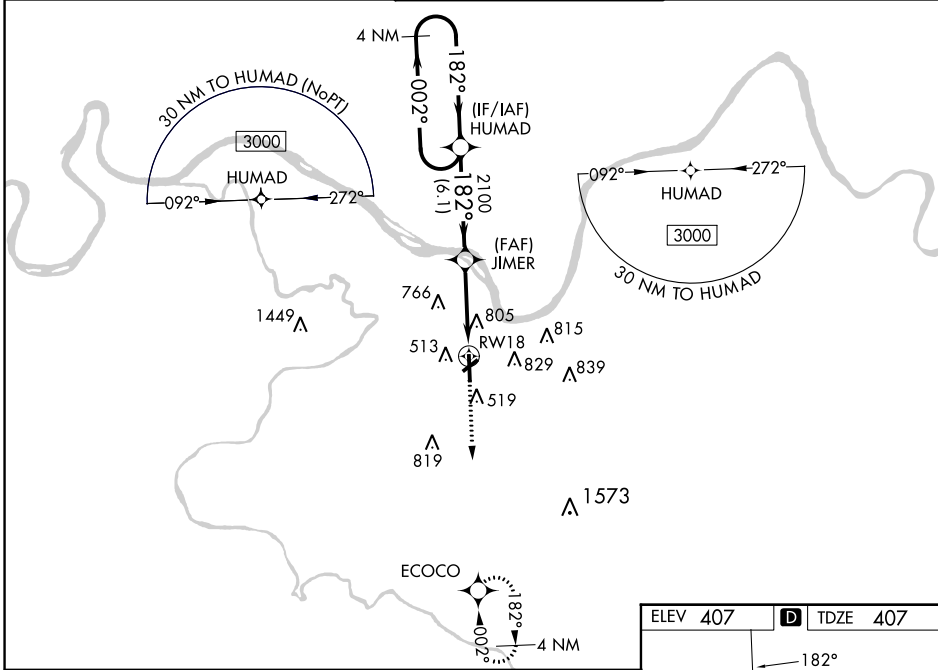 4 NM
182°
002°
(IF/IAF)
HUMAD
30 NM TO HUMAD (NoPT)
3000
HUMAD
092°
272°
2100
182°
(6.1)
092°
272°
HUMAD
3000
30 NM TO HUMAD
(FAF)
JIMER
766
805
1449
815
RW18
513
829
839
519
819
1573
ECOCO
182°
002°
4 NM
ELEV 407 D TDZE 407
182°